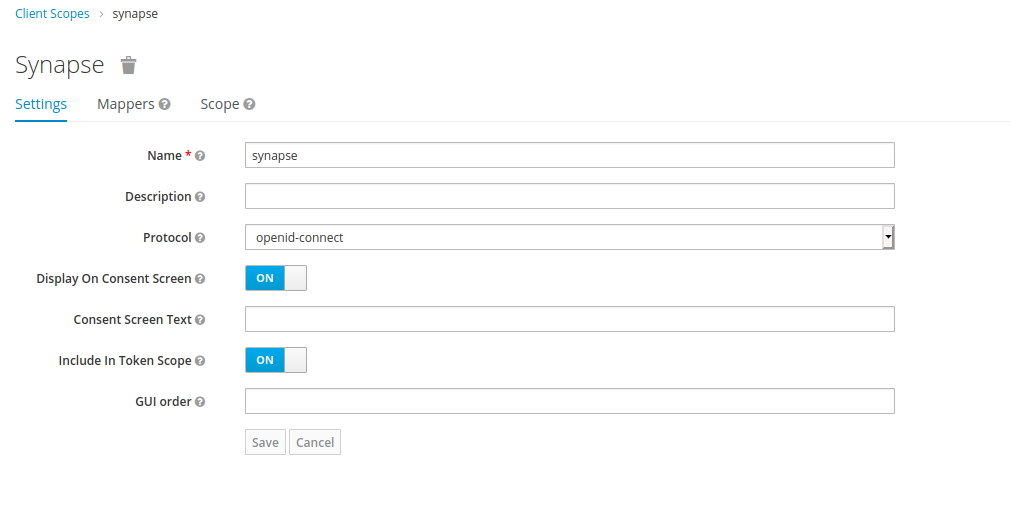 Client Scopes › synapse
Synapse
Settings Mappers Scope
Name * synapse
Description
Protocol openid-connect
Display On Consent Screen ON
Consent Screen Text
Include In Token Scope ON
GUI order
Save Cancel